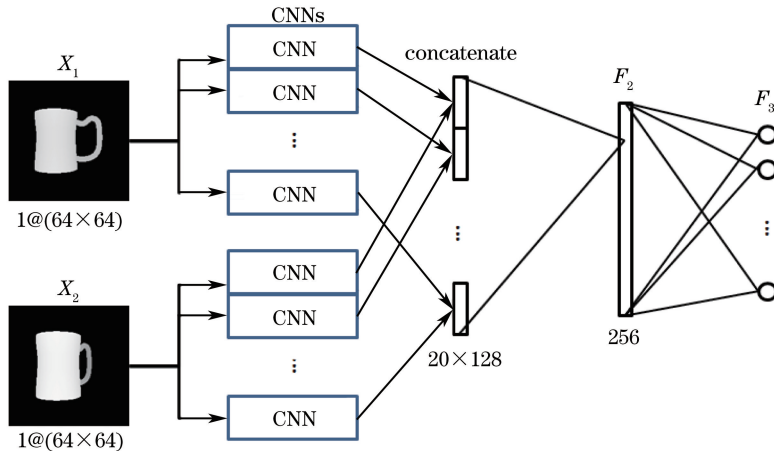 CNNs
X₁
CNN
CNN
⋮
CNN
1@(64×64)
X₂
CNN
CNN
⋮
CNN
1@(64×64)
concatenate
⋮
20×128
F₂
256
F₃
⋮